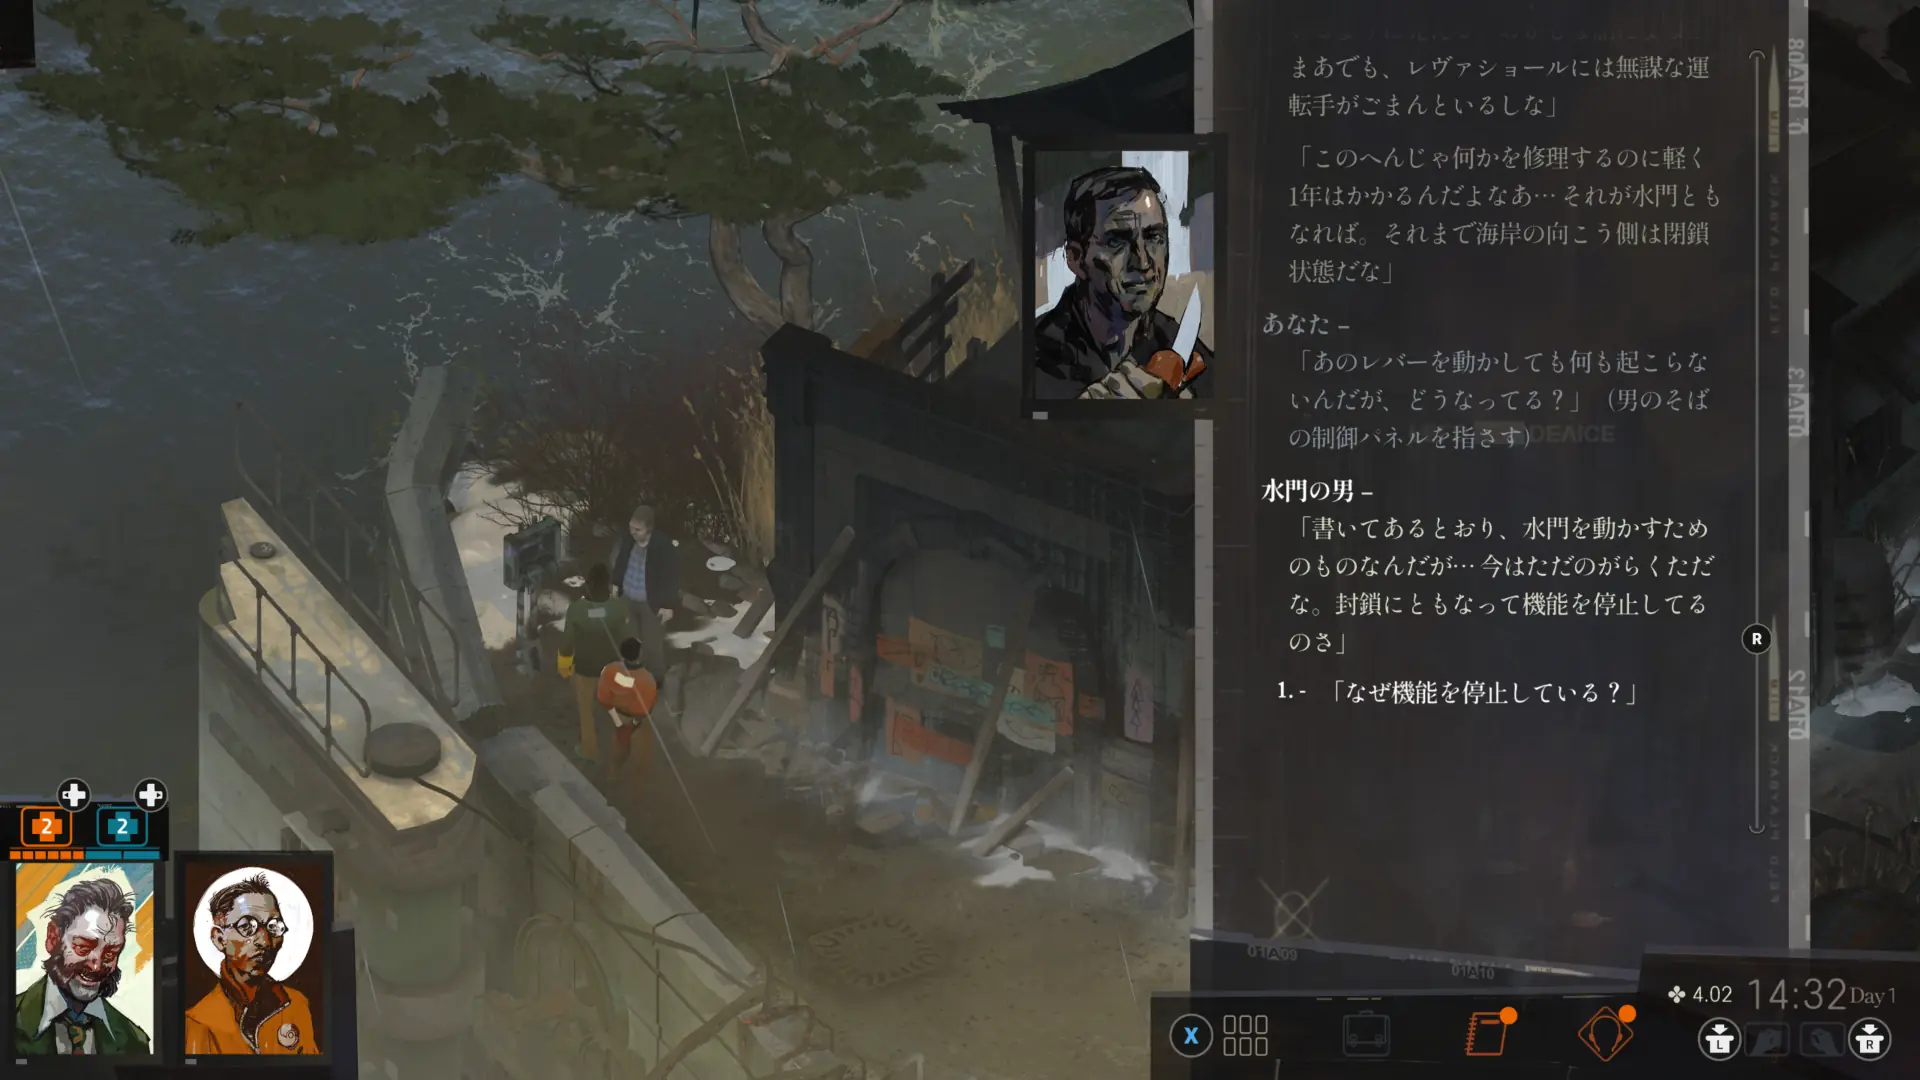 まあでも、レヴァショールには無謀な運
転手がごまんといるしな」
「このへんじゃ何かを修理するのに軽く
1年はかかるんだよなあ… それが水門とも
なれば。それまで海岸の向こう側は閉鎖
状態だな」
あなた –
「あのレバーを動かしても何も起こらな
いんだが、どうなってる？」（男のそば
の制御パネルを指さす）
水門の男 –
「書いてあるとおり、水門を動かすため
のものなんだが… 今はただのがらくただ
な。封鎖にともなって機能を停止してる
のさ」
R
1. - 「なぜ機能を停止している？」
2
2
4.02
14:32
Day 1
X
L
R